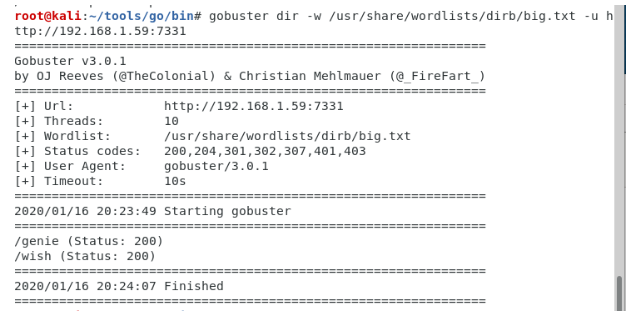 root@kali:~/tools/go/bin# gobuster dir -w /usr/share/wordlists/dirb/big.txt -u h
ttp://192.168.1.59:7331
===============================================================
Gobuster v3.0.1
by OJ Reeves (@TheColonial) & Christian Mehlmauer (@_FireFart_)
===============================================================
[+] Url:            http://192.168.1.59:7331
[+] Threads:        10
[+] Wordlist:       /usr/share/wordlists/dirb/big.txt
[+] Status codes:   200,204,301,302,307,401,403
[+] User Agent:     gobuster/3.0.1
[+] Timeout:        10s
===============================================================
2020/01/16 20:23:49 Starting gobuster
===============================================================
/genie (Status: 200)
/wish (Status: 200)
===============================================================
2020/01/16 20:24:07 Finished
===============================================================